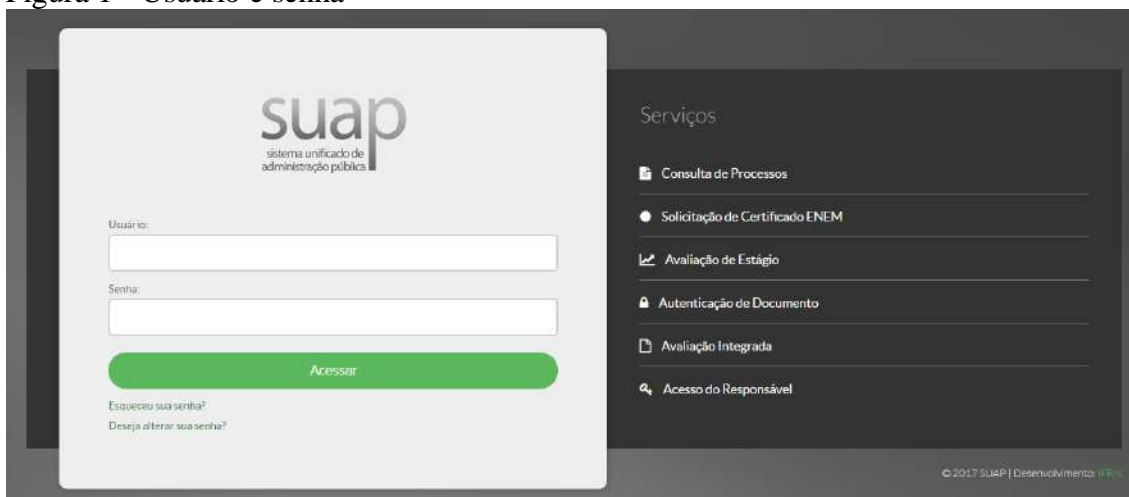 Figura 1 - Usuário e senha
suap
sistema unificado de
administração pública
Usuário:
Senha:
Acessar
Esqueceu sua senha?
Deseja alterar sua senha?
Serviços
Consulta de Processos
Solicitação de Certificado ENEM
Avaliação de Estágio
Autenticação de Documento
Avaliação Integrada
Acesso do Responsável
© 2017 SUAP | Desenvolvimento: IFRN